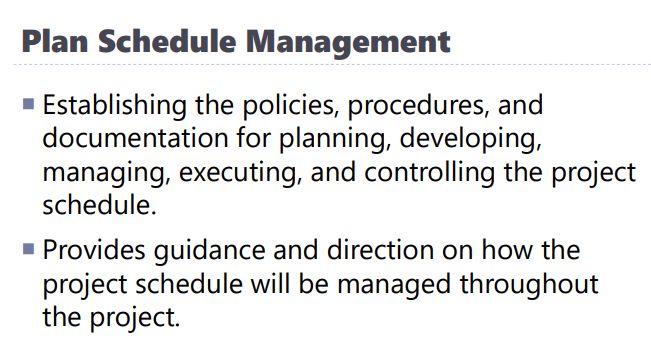 Plan Schedule Management
Establishing the policies, procedures, and
documentation for planning, developing,
managing, executing, and controlling the project
schedule.
Provides guidance and direction on how the
project schedule will be managed throughout
the project.